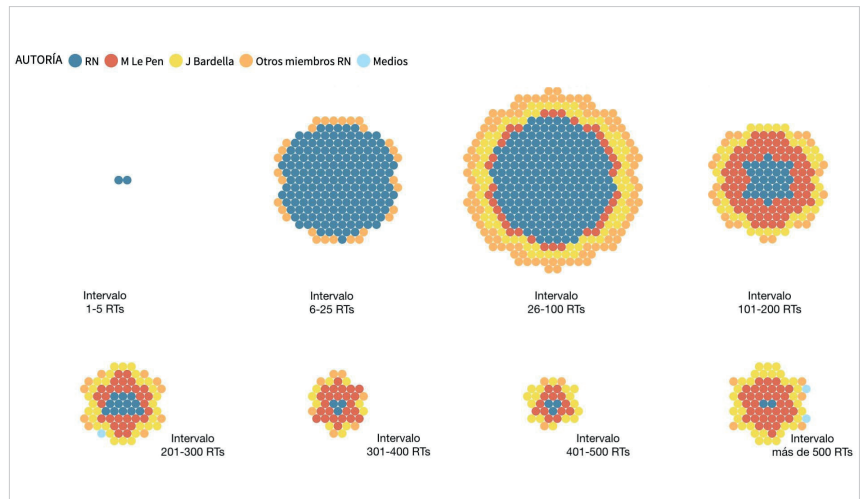 AUTORÍA RN M Le Pen J Bardella Otros miembros RN Medios
Intervalo
1-5 RTs
Intervalo
6-25 RTs
Intervalo
26-100 RTs
Intervalo
101-200 RTs
Intervalo
201-300 RTs
Intervalo
301-400 RTs
Intervalo
401-500 RTs
Intervalo
más de 500 RTs